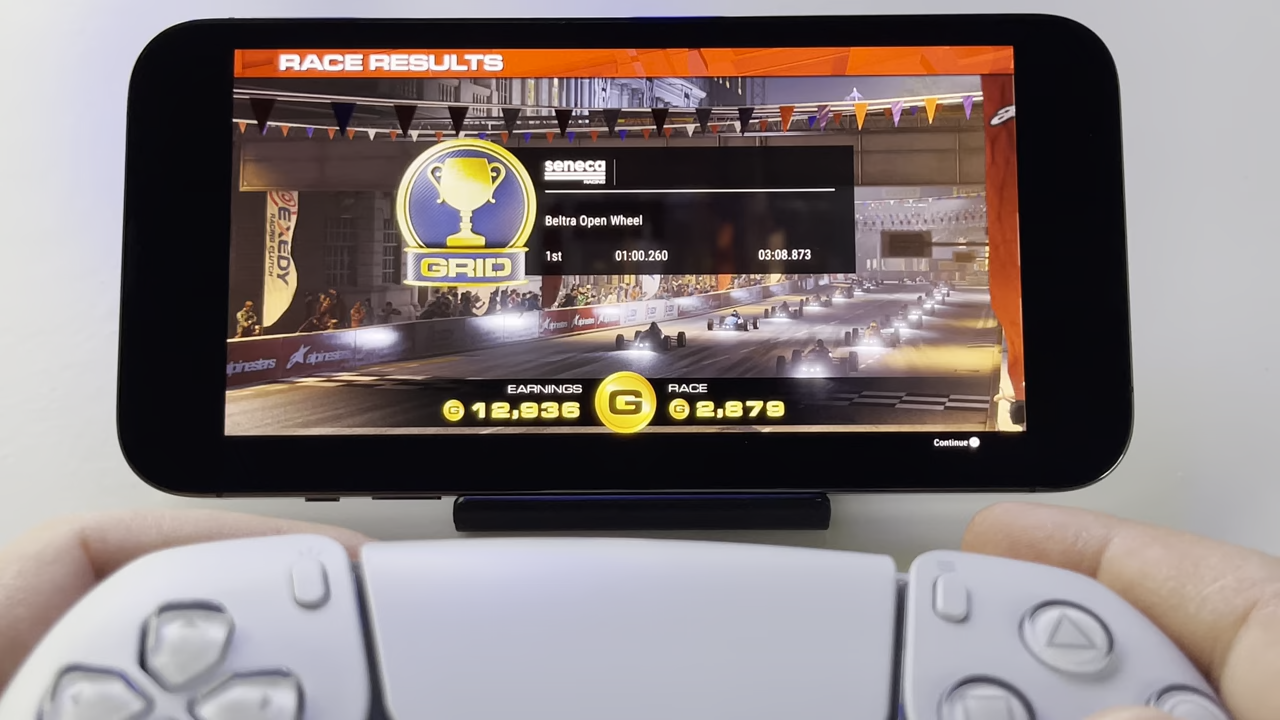 RACE RESULTS
seneca
RACING
Beltra Open Wheel
1st 01:00.260 03:08.873
GRID
EXEDY
RACING CLUTCH
alpinestars
alpinestars
alpinestars
EARNINGS
G 12,936
G
RACE
G 2,879
Continue